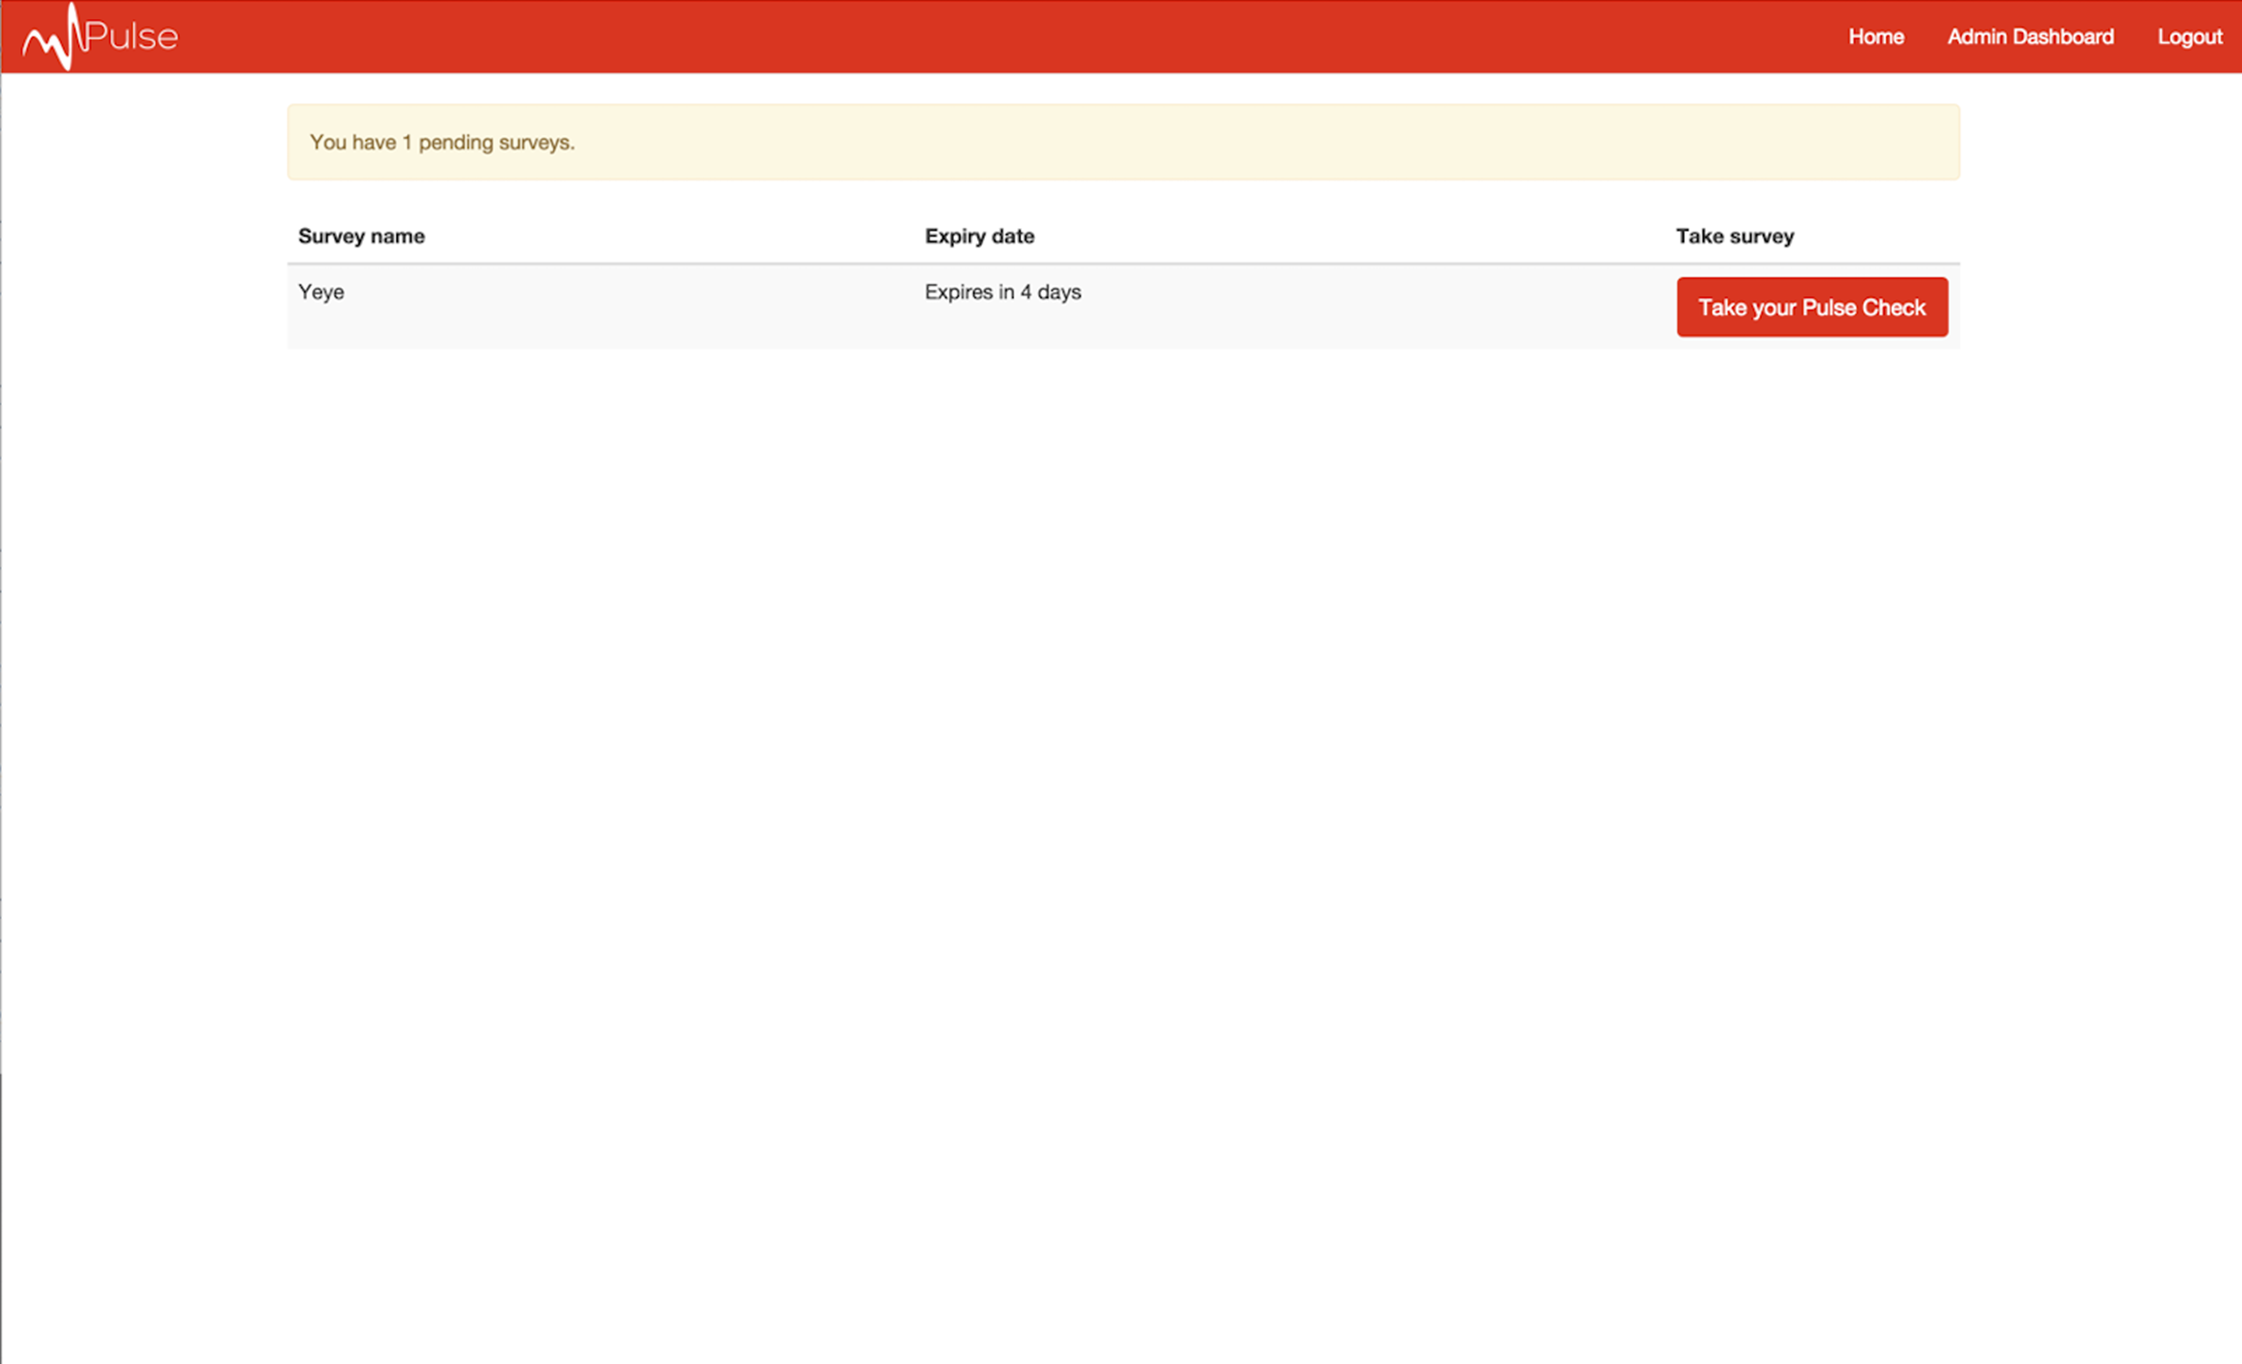 Pulse
Home Admin Dashboard Logout
You have 1 pending surveys.
Survey name Expiry date Take survey
Yeye Expires in 4 days Take your Pulse Check